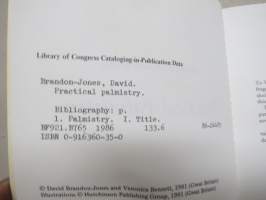 Library of Congress Cataloging-in-Publication Data
Brandon-Jones, David.
Practical palmistry.
Bibliography: p.
1. Palmistry. I. Title.
BF921.B765 1986 133.6
ISBN 0-916360-35-0
© David Brandon-Jones and Veronica Bennett, 1981 (Great Britain)
Illustrations © Hutchinson Publishing Group, 1981 (Great Britain)